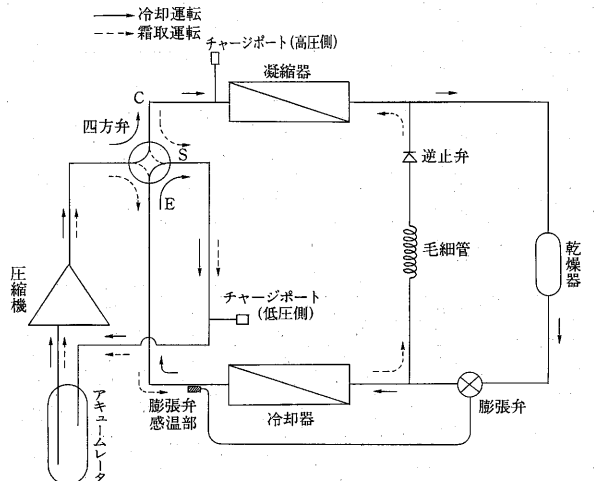 冷却運転
霜取運転
チャージポート(高圧側)
凝縮器
C
四方弁
S
逆止弁
E
毛細管
乾燥器
圧縮機
チャージポート
(低圧側)
膨張弁
感温部
冷却器
膨張弁
アキュームレータ